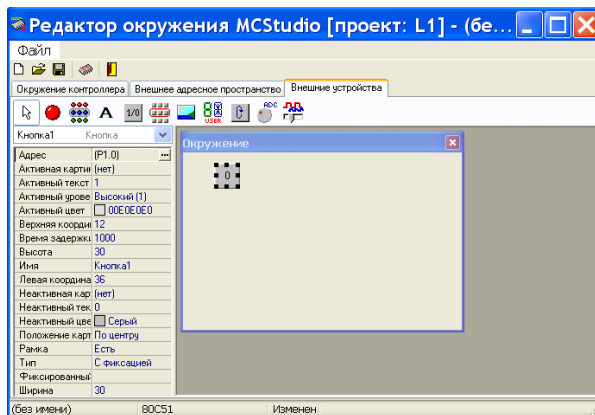 Редактор окружения MCStudio [проект: L1] - (бе...
Файл
Окружение контроллера Внешнее адресное пространство Внешние устройства
A 1/0 USER ADC
Кнопка1 Кнопка
Окружение
0
Адрес (P1.0) ...
Активная картин (нет)
Активный текст 1
Активный урове Высокий (1)
Активный цвет 00E0E0E0
Верхняя коорди 12
Время задержк 1000
Высота 30
Имя Кнопка1
Левая координа 36
Неактивная кар (нет)
Неактивный тек 0
Неактивный цве Серый
Положение карт По центру
Рамка Есть
Тип С фиксацией
Фиксированный
Ширина 30
(без имени) 80C51 Изменен